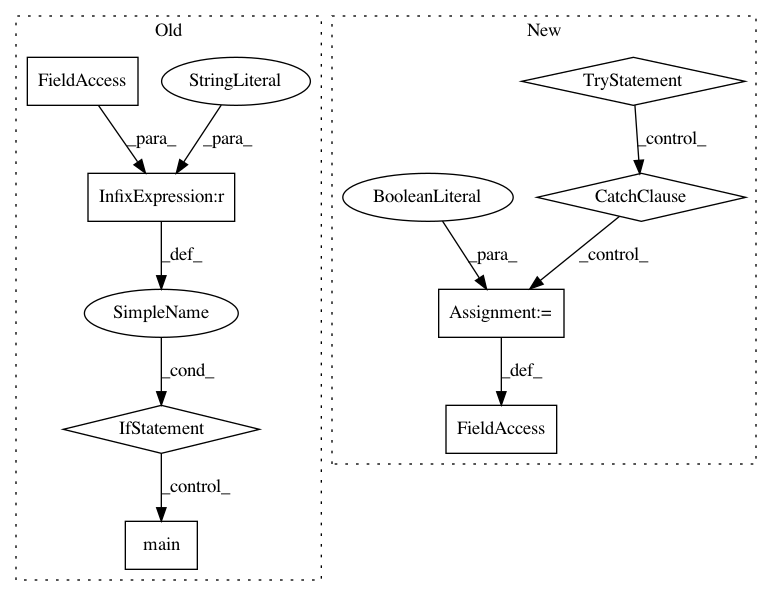 Old
FieldAccess
StringLiteral
_para_
_para_
InfixExpression:r
_def_
SimpleName
_cond_
IfStatement
_control_
main
New
TryStatement
_control_
BooleanLiteral
CatchClause
_para_
_control_
Assignment:=
_def_
FieldAccess